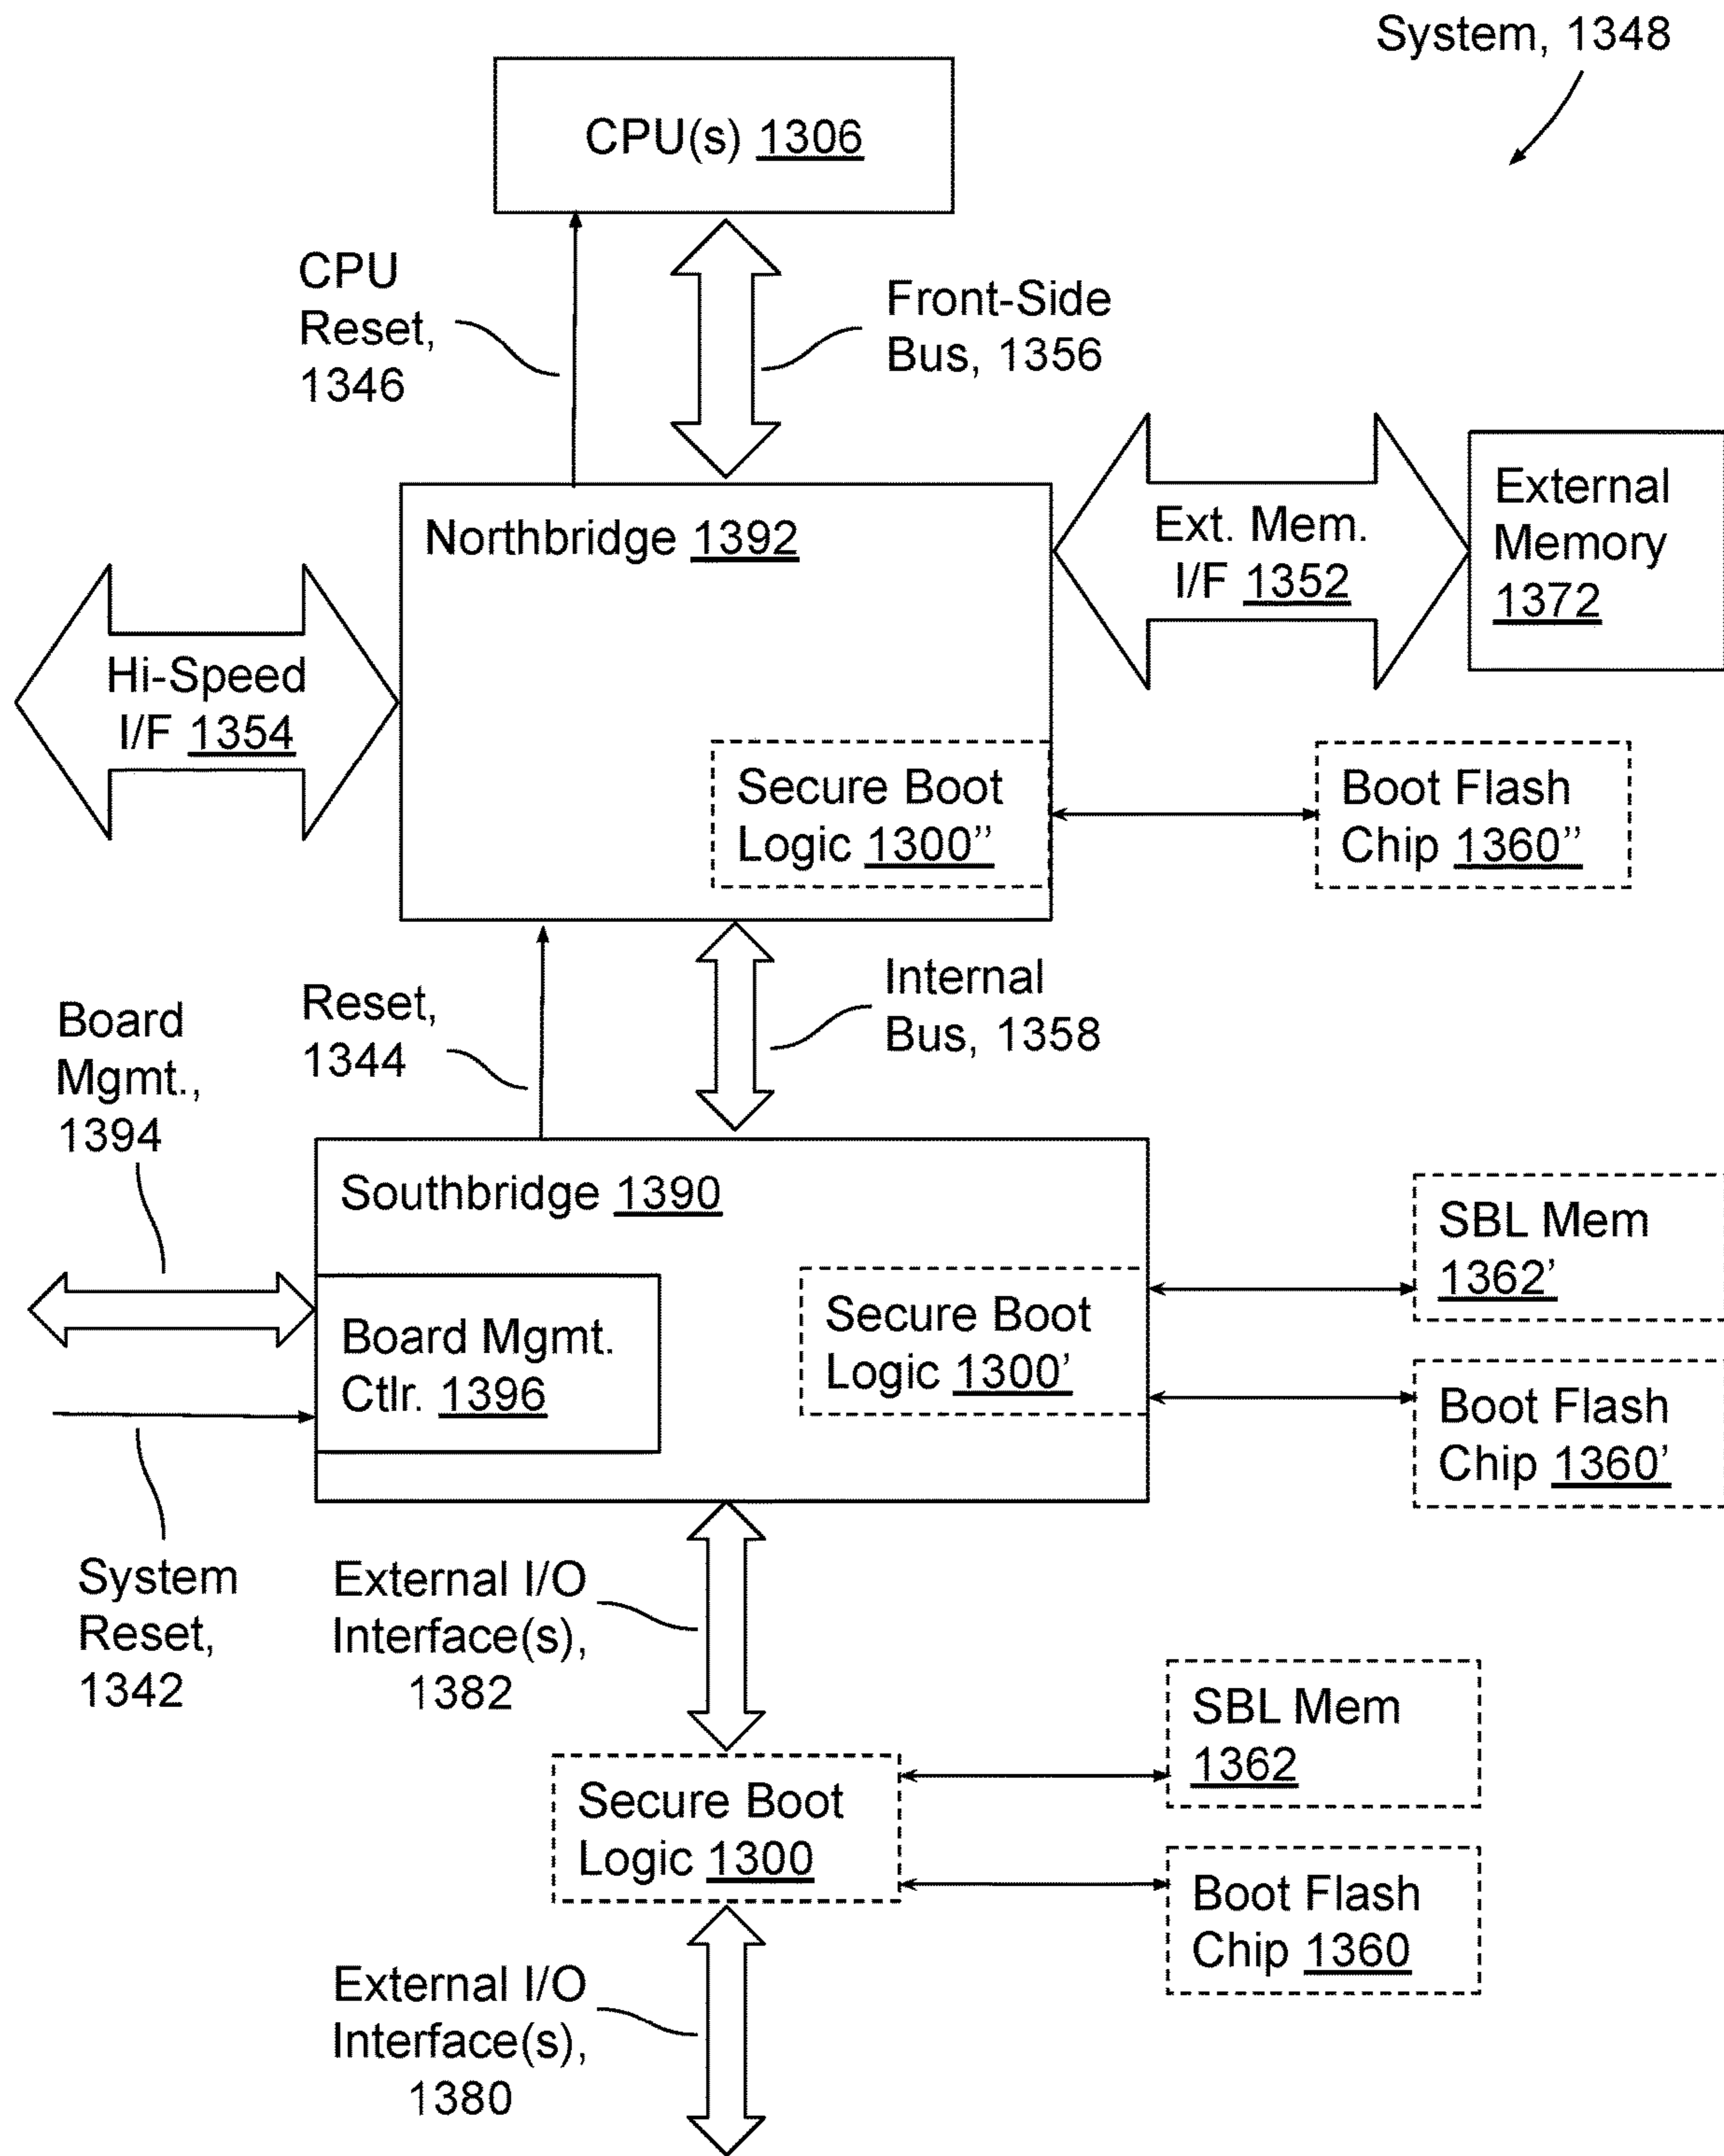 System, 1348
CPU(s) 1306
CPU
Reset,
1346
Front-Side
Bus, 1356
Northbridge 1392
Ext. Mem.
I/F 1352
External
Memory
1372
Hi-Speed
I/F 1354
Secure Boot
Logic 1300’’
Boot Flash
Chip 1360’’
Reset,
1344
Internal
Bus, 1358
Board
Mgmt.,
1394
Southbridge 1390
Board Mgmt.
Ctlr. 1396
Secure Boot
Logic 1300’
SBL Mem
1362’
Boot Flash
Chip 1360’
System
Reset,
1342
External I/O
Interface(s),
1382
SBL Mem
1362
Secure Boot
Logic 1300
Boot Flash
Chip 1360
External I/O
Interface(s),
1380